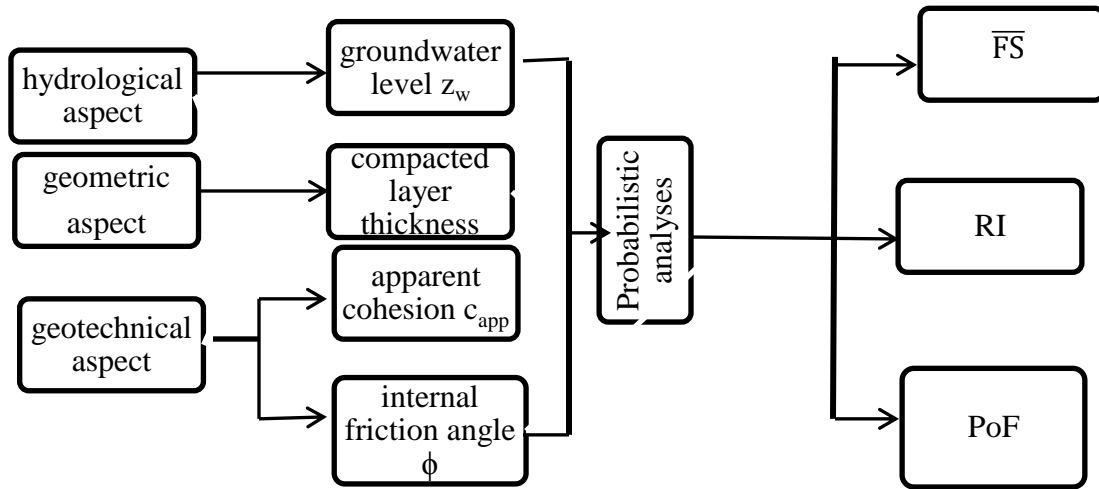 hydrological
aspect
groundwater
level z_w
geometric
aspect
compacted
layer
thickness
geotechnical
aspect
apparent
cohesion c_app
internal
friction angle
ϕ
Probabilistic
analyses
F̅S̅
RI
PoF